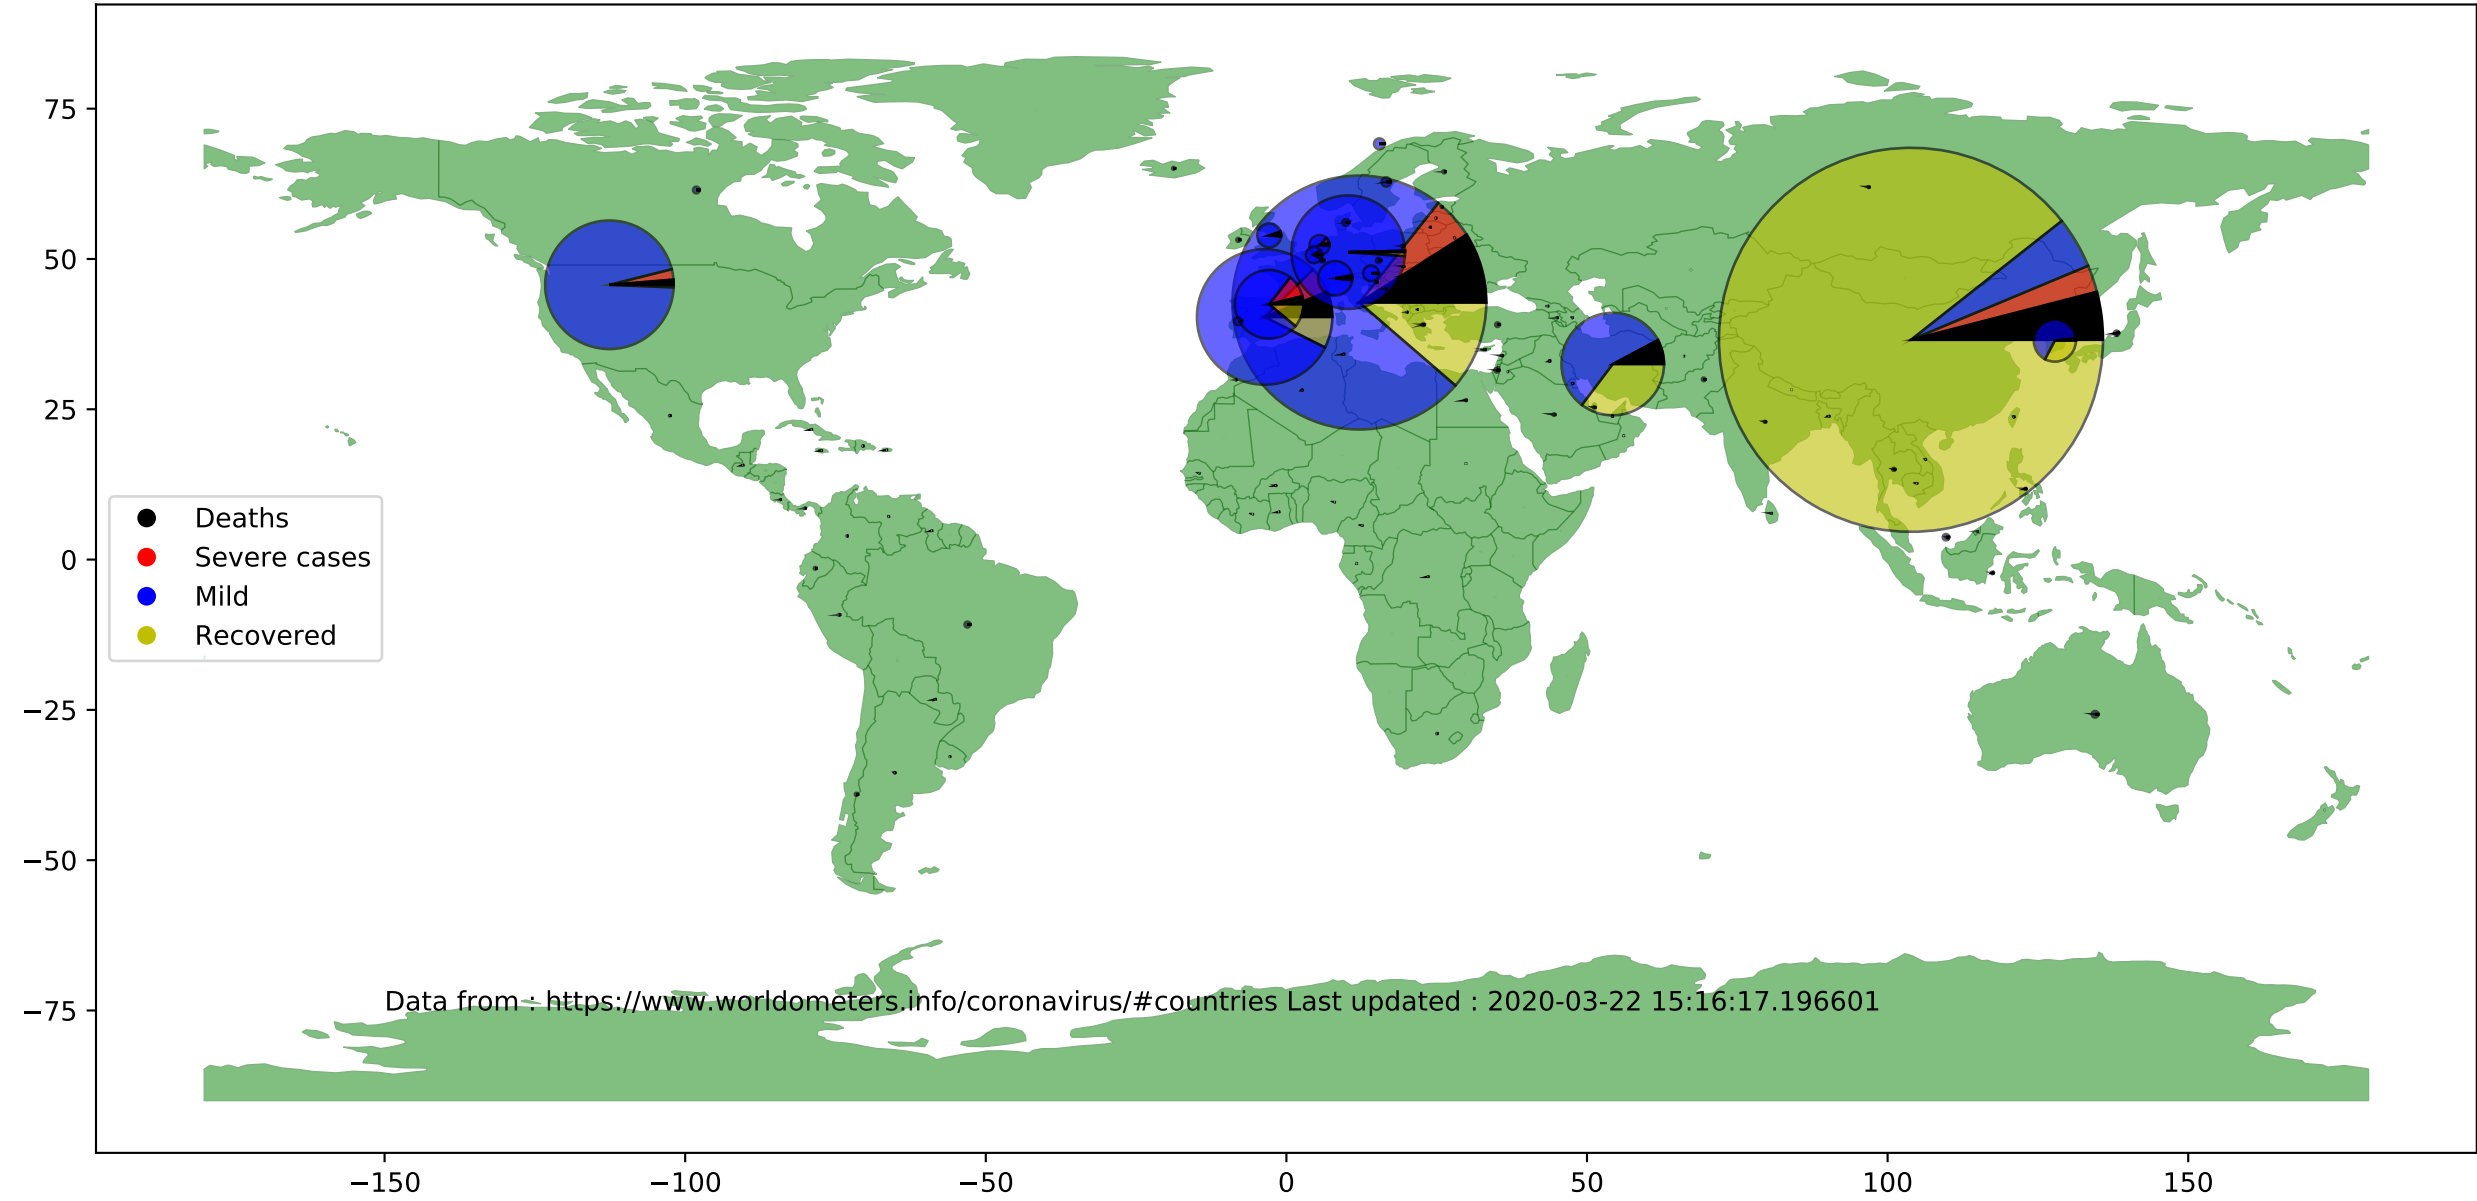 75
50
25
0
−25
−50
−75
Deaths
Severe cases
Mild
Recovered
Data from : https://www.worldometers.info/coronavirus/#countries Last updated : 2020-03-22 15:16:17.196601
−150
−100
−50
0
50
100
150